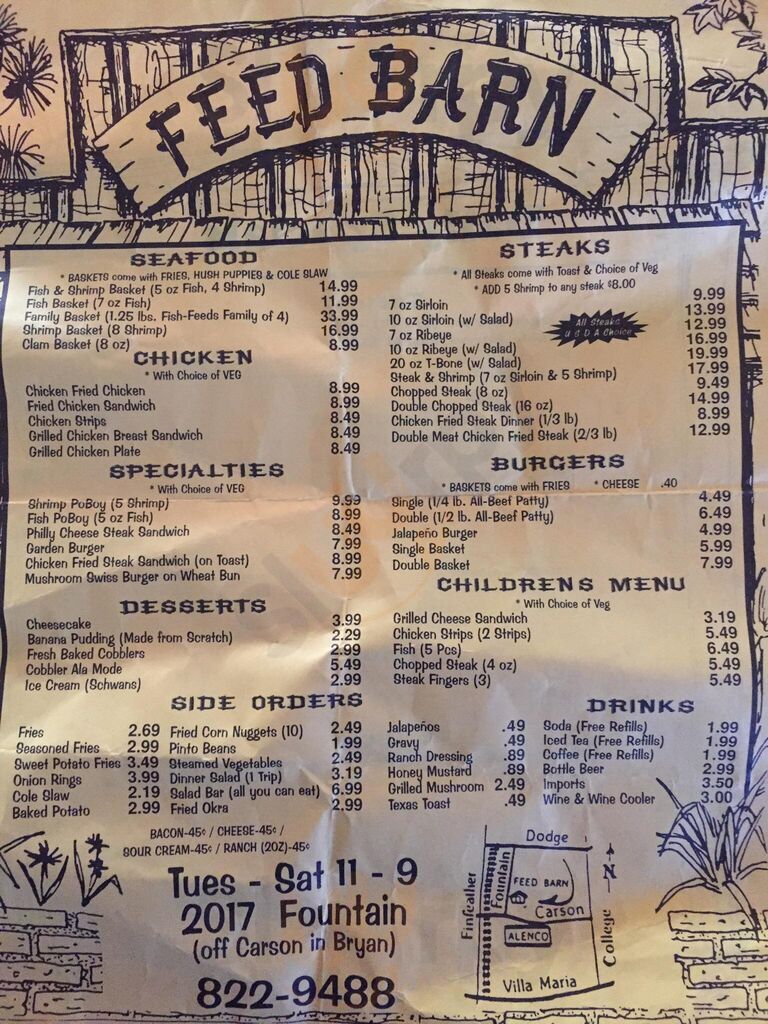 FEED BARN
SEAFOOD
* BASKETS come with FRIES, HUSH PUPPIES & COLE SLAW
Fish & Shrimp Basket (5 oz Fish, 4 Shrimp) 14.99
Fish Basket (7 oz Fish) 11.99
Family Basket (1.25 lbs. Fish-Feeds Family of 4) 33.99
Shrimp Basket (8 Shrimp) 16.99
Clam Basket (8 oz) 8.99
CHICKEN
* With Choice of VEG
Chicken Fried Chicken 8.99
Fried Chicken Sandwich 8.99
Chicken Strips 8.49
Grilled Chicken Breast Sandwich 8.49
Grilled Chicken Plate 8.49
SPECIALTIES
* With Choice of VEG
Shrimp PoBoy (5 Shrimp) 9.99
Fish PoBoy (5 oz Fish) 8.99
Philly Cheese Steak Sandwich 8.49
Garden Burger 7.99
Chicken Fried Steak Sandwich (on Toast) 8.99
Mushroom Swiss Burger on Wheat Bun 7.99
DESSERTS
Cheesecake 3.99
Banana Pudding (Made from Scratch) 2.29
Fresh Baked Cobblers 2.99
Cobbler Ala Mode 5.49
Ice Cream (Schwans) 2.99
STEAKS
* All Steaks come with Toast & Choice of Veg
* ADD 5 Shrimp to any steak $8.00
7 oz Sirloin 9.99
10 oz Sirloin (w/ Salad) 13.99
7 oz Ribeye 12.99
10 oz Ribeye (w/ Salad) 16.99
20 oz T-Bone (w/ Salad) 19.99
Steak & Shrimp (7 oz Sirloin & 5 Shrimp) 17.99
Chopped Steak (8 oz) 9.49
Double Chopped Steak (16 oz) 14.99
Chicken Fried Steak Dinner (1/3 lb) 8.99
Double Meat Chicken Fried Steak (2/3 lb) 12.99
All Steaks
U S D A Choice
BURGERS
* BASKETS come with FRIES * CHEESE .40
Single (1/4 lb. All-Beef Patty) 4.49
Double (1/2 lb. All-Beef Patty) 6.49
Jalapeño Burger 4.99
Single Basket 5.99
Double Basket 7.99
CHILDRENS MENU
* With Choice of Veg
Grilled Cheese Sandwich 3.19
Chicken Strips (2 Strips) 5.49
Fish (5 Pcs) 6.49
Chopped Steak (4 oz) 5.49
Steak Fingers (3) 5.49
SIDE ORDERS
Fries 2.69
Seasoned Fries 2.99
Sweet Potato Fries 3.49
Onion Rings 3.99
Cole Slaw 2.19
Baked Potato 2.99
Fried Corn Nuggets (10) 2.49
Pinto Beans 1.99
Steamed Vegetables 2.49
Dinner Salad (1 Trip) 3.19
Salad Bar (all you can eat) 6.99
Fried Okra 2.99
Jalapeños .49
Gravy .49
Ranch Dressing .89
Honey Mustard .89
Grilled Mushroom 2.49
Texas Toast .49
BACON-45¢ / CHEESE-45¢ /
SOUR CREAM-45¢ / RANCH (2OZ)-45¢
DRINKS
Soda (Free Refills) 1.99
Iced Tea (Free Refills) 1.99
Coffee (Free Refills) 1.99
Bottle Beer 2.99
Imports 3.50
Wine & Wine Cooler 3.00
Tues - Sat 11 - 9
2017 Fountain
(off Carson in Bryan)
822-9488
Dodge
Finfeather
Fountain
FEED BARN
Carson
ALENCO
College
N
Villa Maria